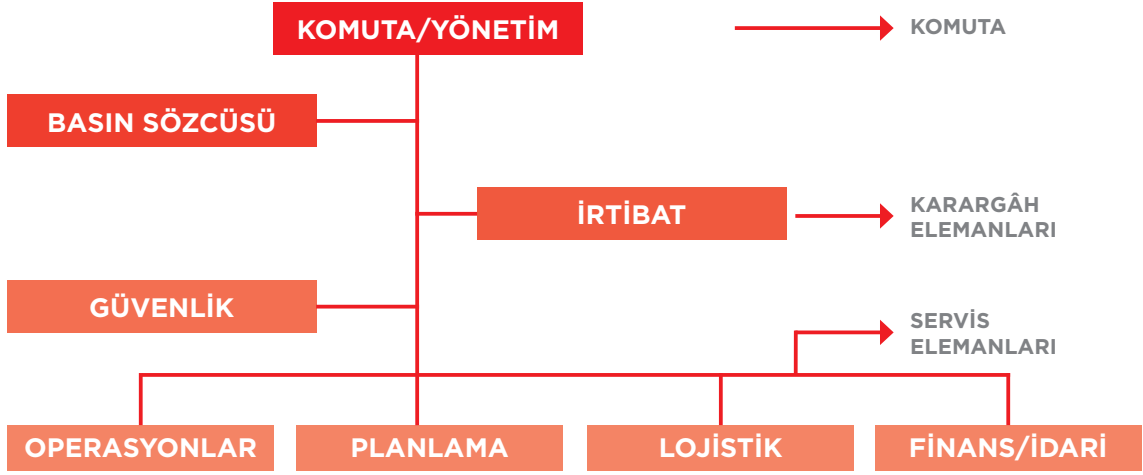 KOMUTA/YÖNETİM
KOMUTA
BASIN SÖZCÜSÜ
İRTİBAT
KARARGÂH
ELEMANLARI
GÜVENLİK
SERVİS
ELEMANLARI
OPERASYONLAR
PLANLAMA
LOJİSTİK
FİNANS/İDARİ